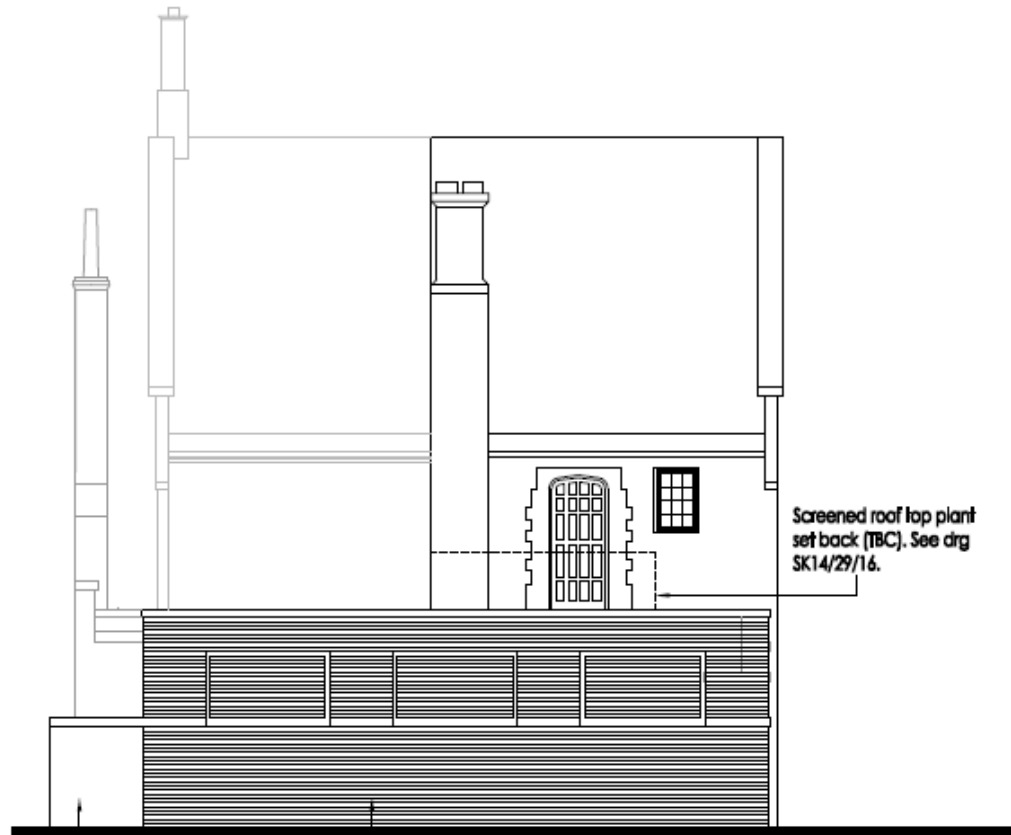 Screened roof top plant
set back (TBC). See drg
SK14/29/16.